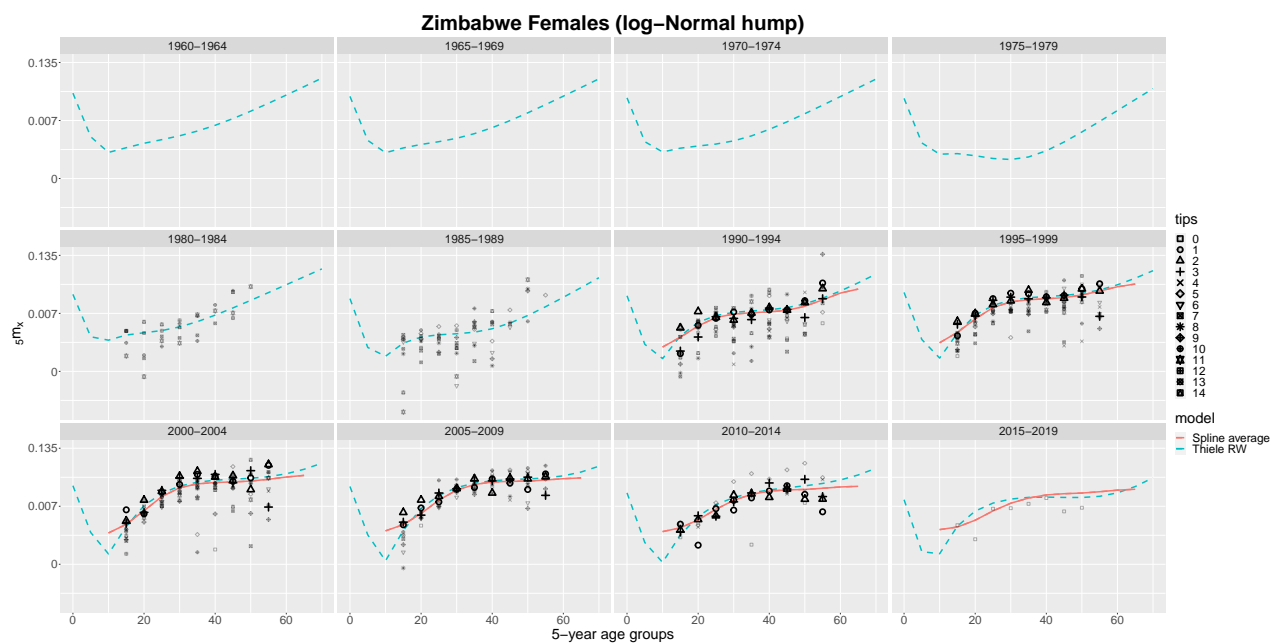 Zimbabwe Females (log−Normal hump)
1960−1964 1965−1969 1970−1974 1975−1979
0.135
0.007
0
1980−1984 1985−1989 1990−1994 1995−1999
0.135
0.007
0
2000−2004 2005−2009 2010−2014 2015−2019
0.135
0.007
0
0 20 40 60 0 20 40 60 0 20 40 60 0 20 40 60
5−year age groups
5mx
tips
0
1
2
3
4
5
6
7
8
9
10
11
12
13
14
model
Spline average
Thiele RW